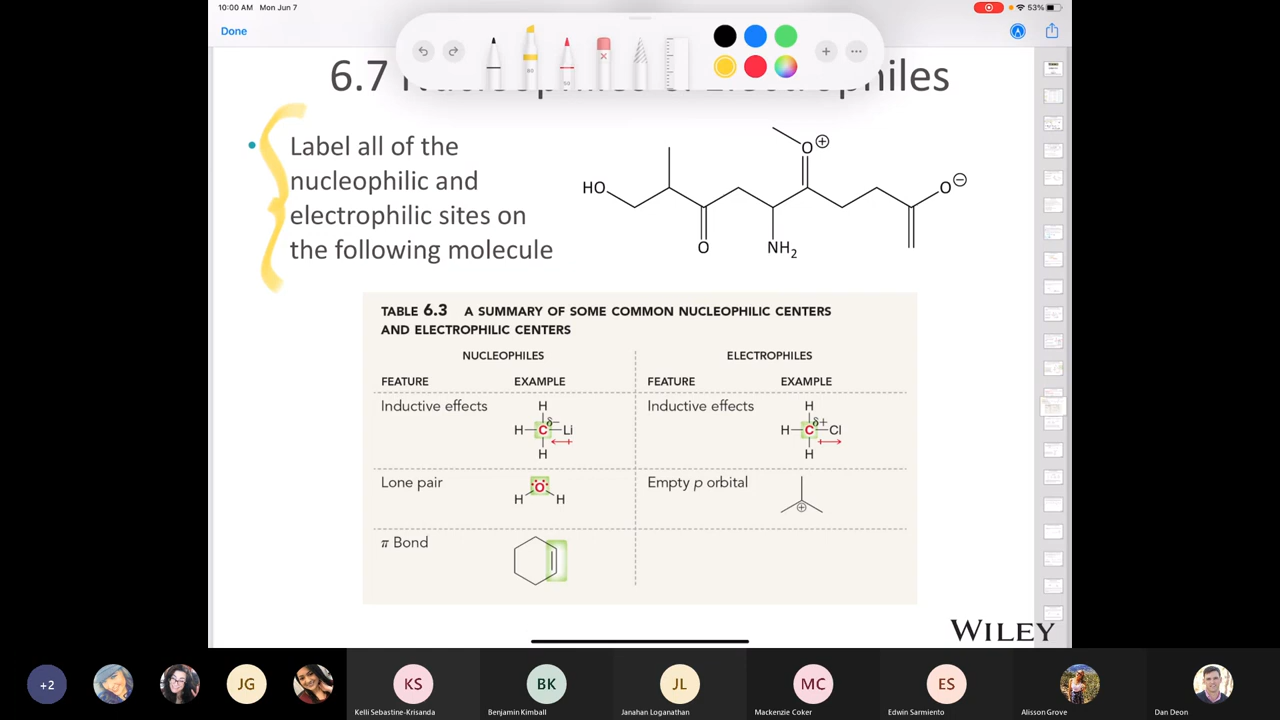 10:00 AM Mon Jun 7
53%
Done
6.7
Label all of the
nucleophilic and
electrophilic sites on
the following molecule
HO
O
NH2
O⊕
O⊖
TABLE 6.3 A SUMMARY OF SOME COMMON NUCLEOPHILIC CENTERS
AND ELECTROPHILIC CENTERS
NUCLEOPHILES ELECTROPHILES
FEATURE EXAMPLE FEATURE EXAMPLE
Inductive effects Inductive effects
H
δ−
H C Li
H
H
δ+
H C Cl
H
Lone pair Empty p orbital
O
H H
⊕
π Bond
WILEY
+2
JG
KS
BK
JL
MC
ES
Kelli Sebastine-Krisanda
Benjamin Kimball
Janahan Loganathan
Mackenzie Coker
Edwin Sarmiento
Alisson Grove
Dan Deon